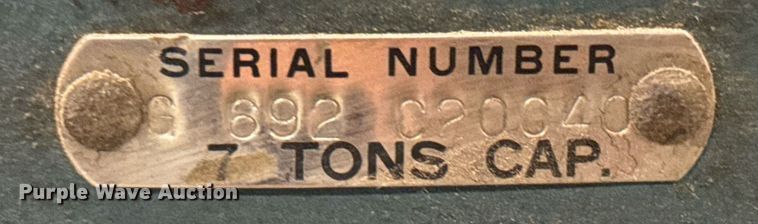 SERIAL NUMBER
G 692 C20040
7 TONS CAP.
Purple Wave Auction